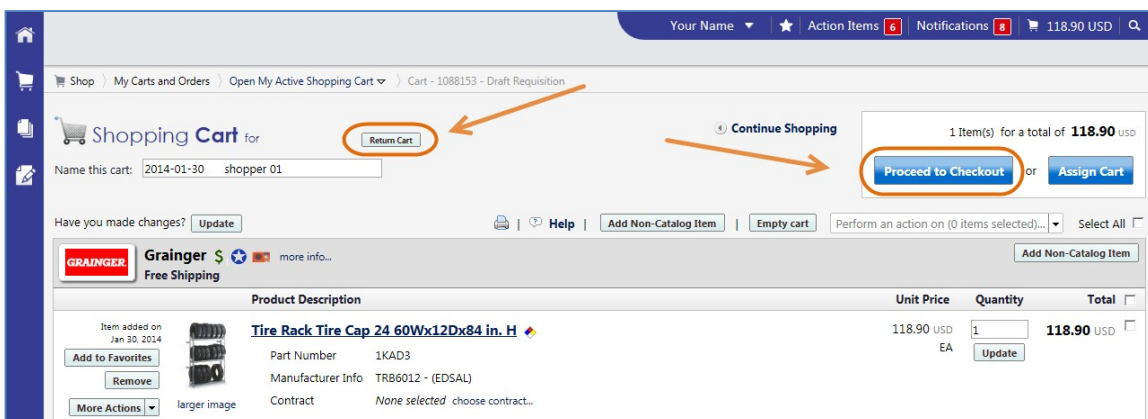 Your Name ▼ ★ Action Items 6 Notifications 8 118.90 USD
Shop My Carts and Orders Open My Active Shopping Cart Cart - 1088153 - Draft Requisition
Shopping Cart for Return Cart
Continue Shopping
1 Item(s) for a total of 118.90 USD
Name this cart: 2014-01-30 shopper 01
Proceed to Checkout or Assign Cart
Have you made changes? Update
? Help | Add Non-Catalog Item | Empty cart Perform an action on (0 items selected)... Select All
GRAINGER Grainger $ more info...
Free Shipping
Add Non-Catalog Item
Product Description Unit Price Quantity Total
Item added on
Jan 30, 2014
Add to Favorites
Remove
More Actions
larger image
Tire Rack Tire Cap 24 60Wx12Dx84 in. H
Part Number 1KAD3
Manufacturer Info TRB6012 - (EDSAL)
Contract None selected choose contract...
118.90 USD
EA
1
Update
118.90 USD